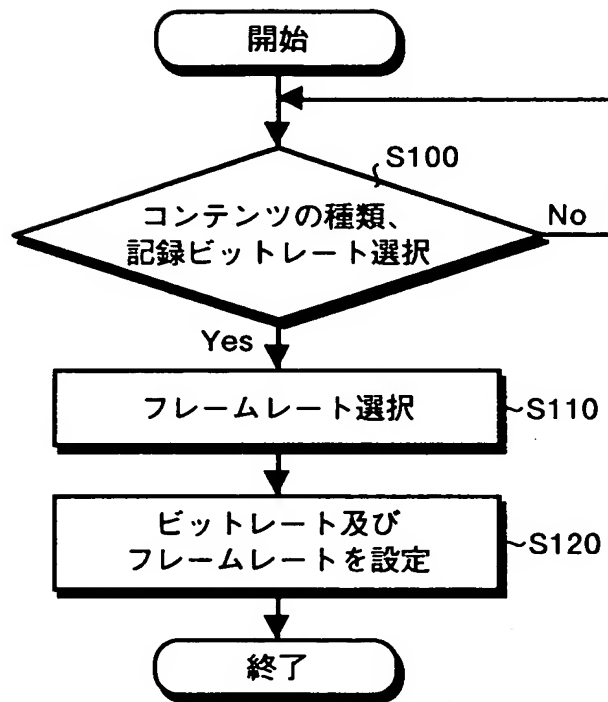 開始
S100
コンテンツの種類、
記録ビットレート選択
No
Yes
フレームレート選択
S110
ビットレート及び
フレームレートを設定
S120
終了